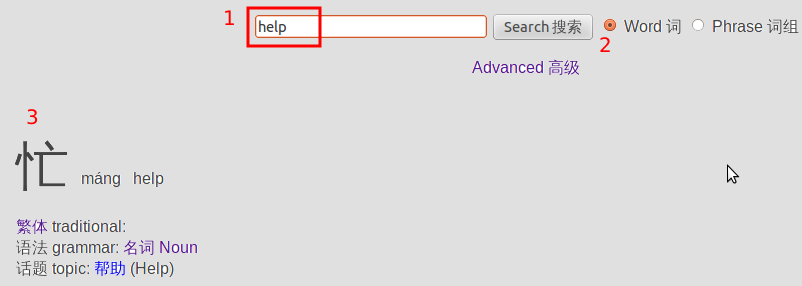 1 help Search 搜索 2 Word 词 Phrase 词组
Advanced 高级
3
忙 máng help
繁体 traditional:
语法 grammar: 名词 Noun
话题 topic: 帮助 (Help)